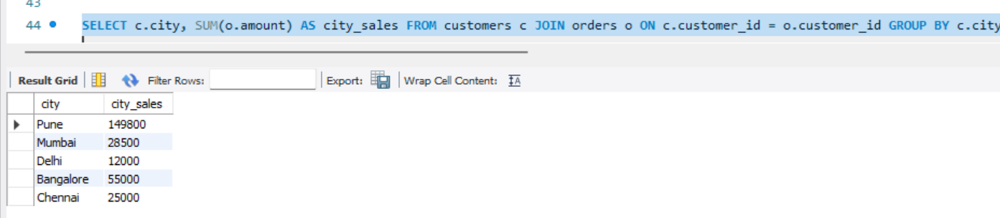 43
44 SELECT c.city, SUM(o.amount) AS city_sales FROM customers c JOIN orders o ON c.customer_id = o.customer_id GROUP BY c.city
Result Grid Filter Rows: Export: Wrap Cell Content: IA
city city_sales
Pune 149800
Mumbai 28500
Delhi 12000
Bangalore 55000
Chennai 25000